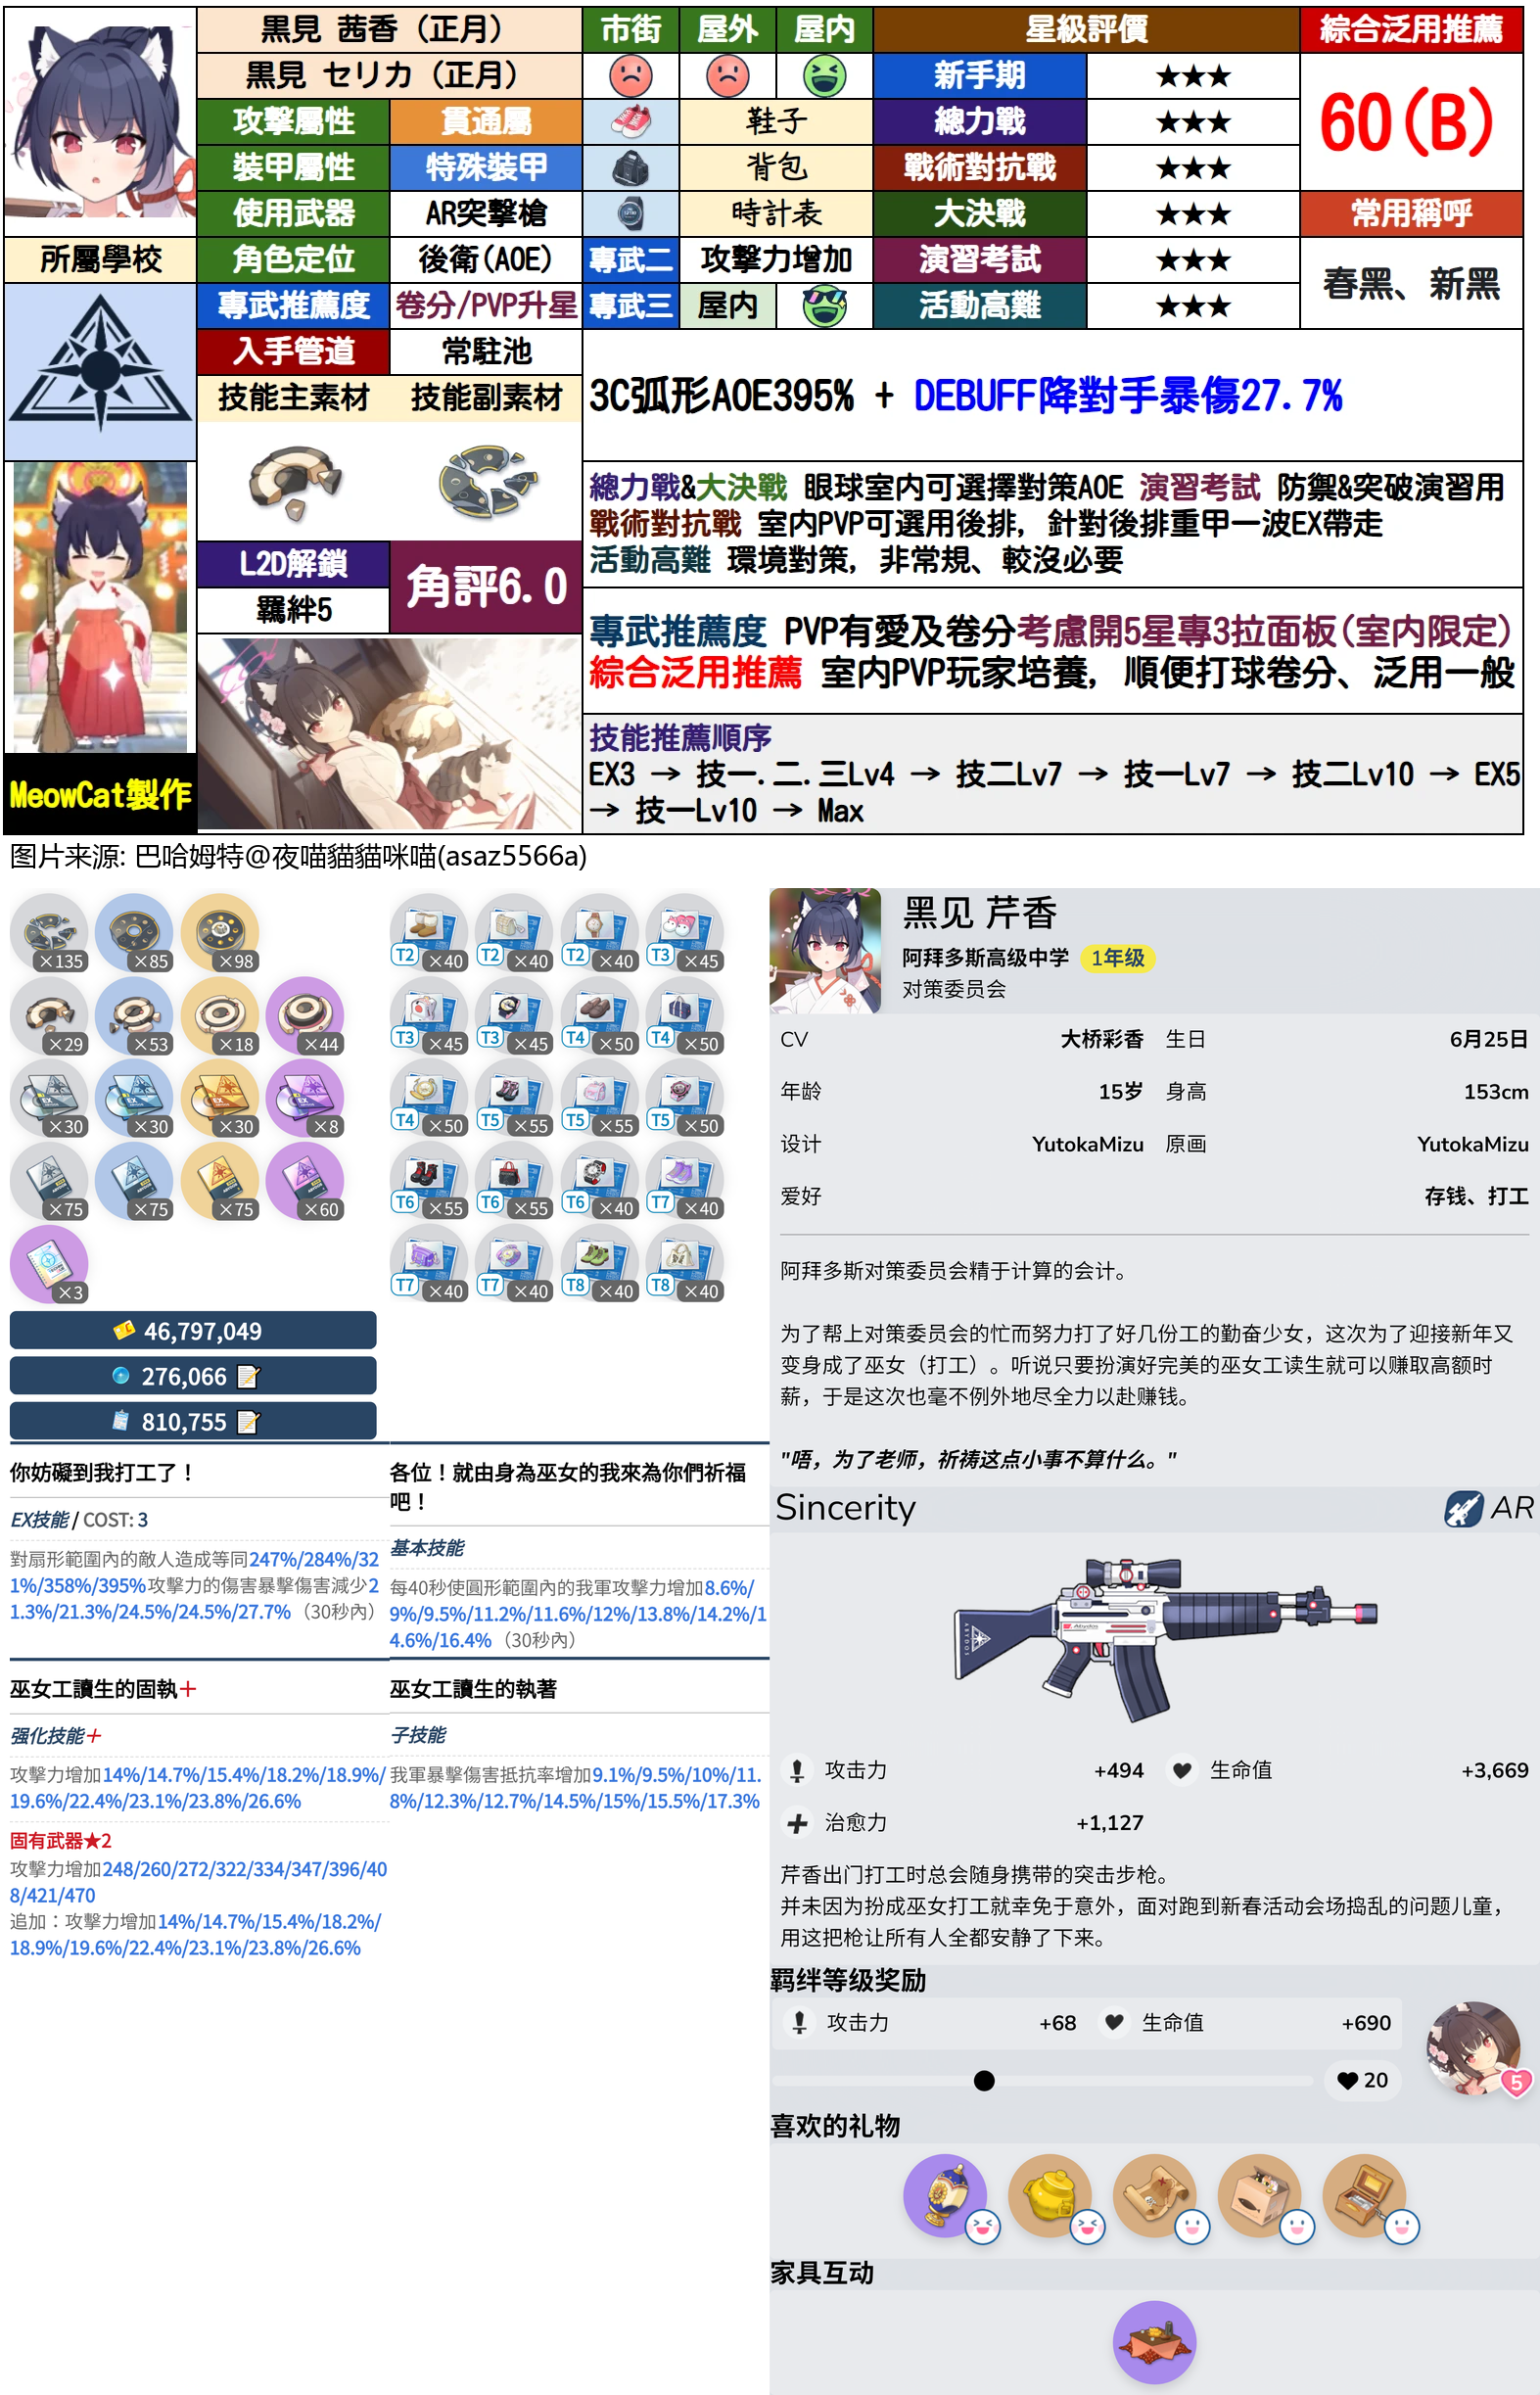 黒見 茜香（正月）
市街 屋外 屋内 星級評價 綜合泛用推薦
黒見 セリカ（正月）
新手期 ★★★
60(B)
攻擊屬性 貫通屬 鞋子 總力戰 ★★★
裝甲屬性 特殊裝甲 背包 戰術對抗戰 ★★★
使用武器 AR突擊槍 時計表 大決戰 ★★★ 常用稱呼
所屬學校 角色定位 後衛(AOE) 專武二 攻擊力增加 演習考試 ★★★
春黑、新黑
專武推薦度 卷分/PVP升星 專武三 屋内 活動高難 ★★★
入手管道 常駐池
技能主素材 技能副素材
3C弧形AOE395% + DEBUFF降對手暴傷27.7%
總力戰&大決戰 眼球室内可選擇對策AOE 演習考試 防禦&突破演習用
戰術對抗戰 室内PVP可選用後排, 針對後排重甲一波EX帶走
活動高難 環境對策, 非常規、較沒必要
L2D解鎖
角評6.0
羈絆5
專武推薦度 PVP有愛及卷分考慮開5星專3拉面板(室内限定)
綜合泛用推薦 室内PVP玩家培養, 順便打球卷分、泛用一般
技能推薦順序
EX3 → 技一.二.三Lv4 → 技二Lv7 → 技一Lv7 → 技二Lv10 → EX5
→ 技一Lv10 → Max
MeowCat製作
图片来源: 巴哈姆特@夜喵貓貓咪喵(asaz5566a)
×135 ×85 ×98
×29 ×53 ×18 ×44
×30 ×30 ×30 ×8
×75 ×75 ×75 ×60
×3
46,797,049
276,066
810,755
T2 ×40 T2 ×40 T2 ×40 T3 ×45
T3 ×45 T3 ×45 T4 ×50 T4 ×50
T4 ×50 T5 ×55 T5 ×55 T5 ×50
T6 ×55 T6 ×55 T6 ×40 T7 ×40
T7 ×40 T7 ×40 T8 ×40 T8 ×40
你妨礙到我打工了！
EX技能 / COST: 3
對扇形範圍內的敵人造成等同247%/284%/32
1%/358%/395%攻擊力的傷害暴擊傷害減少2
1.3%/21.3%/24.5%/24.5%/27.7%（30秒內）
各位！就由身為巫女的我來為你們祈福
吧！
基本技能
每40秒使圓形範圍內的我軍攻擊力增加8.6%/
9%/9.5%/11.2%/11.6%/12%/13.8%/14.2%/1
4.6%/16.4%（30秒內）
巫女工讀生的固執＋
强化技能＋
攻擊力增加14%/14.7%/15.4%/18.2%/18.9%/
19.6%/22.4%/23.1%/23.8%/26.6%
固有武器★2
攻擊力增加248/260/272/322/334/347/396/40
8/421/470
追加：攻擊力增加14%/14.7%/15.4%/18.2%/
18.9%/19.6%/22.4%/23.1%/23.8%/26.6%
巫女工讀生的執著
子技能
我軍暴擊傷害抵抗率增加9.1%/9.5%/10%/11.
8%/12.3%/12.7%/14.5%/15%/15.5%/17.3%
黑见 芹香
阿拜多斯高级中学 1年级
对策委员会
CV 大桥彩香 生日 6月25日
年龄 15岁 身高 153cm
设计 YutokaMizu 原画 YutokaMizu
爱好 存钱、打工
阿拜多斯对策委员会精于计算的会计。
为了帮上对策委员会的忙而努力打了好几份工的勤奋少女，这次为了迎接新年又
变身成了巫女（打工）。听说只要扮演好完美的巫女工读生就可以赚取高额时
薪，于是这次也毫不例外地尽全力以赴赚钱。
"唔，为了老师，祈祷这点小事不算什么。"
Sincerity AR
ABYDOS
攻击力 +494 生命值 +3,669
治愈力 +1,127
芹香出门打工时总会随身携带的突击步枪。
并未因为扮成巫女打工就幸免于意外，面对跑到新春活动会场捣乱的问题儿童，
用这把枪让所有人全都安静了下来。
羁绊等级奖励
攻击力 +68 生命值 +690
20
5
喜欢的礼物
家具互动